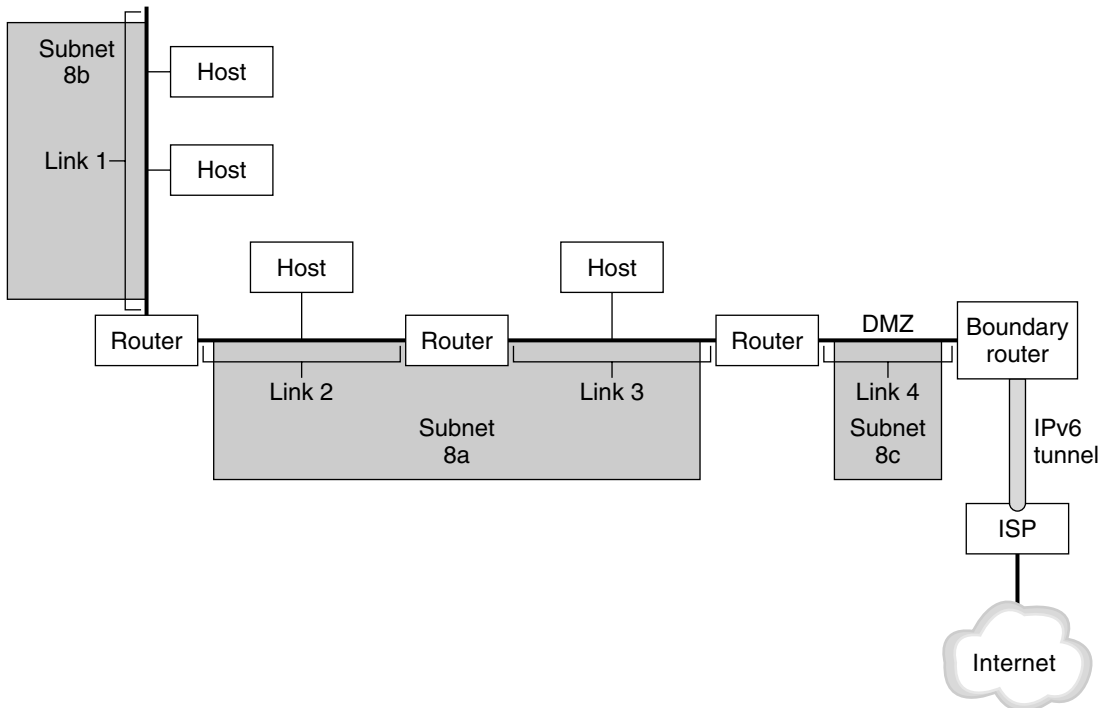 Subnet
8b
Host
Link 1
Host
Host
Host
Router
Router
Router
DMZ
Boundary
router
Link 2
Link 3
Link 4
Subnet
8a
Subnet
8c
IPv6
tunnel
ISP
Internet